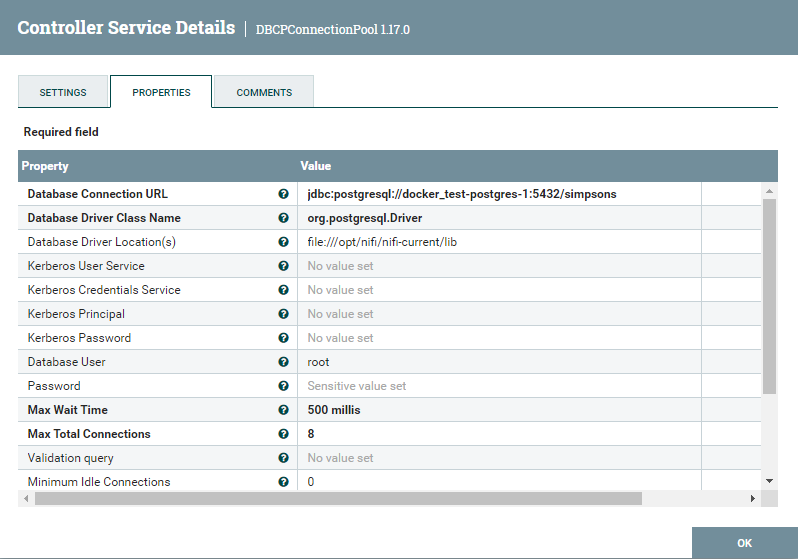 Controller Service Details | DBCPConnectionPool 1.17.0
SETTINGS PROPERTIES COMMENTS
Required field
Property Value
Database Connection URL jdbc:postgresql://docker_test-postgres-1:5432/simpsons
Database Driver Class Name org.postgresql.Driver
Database Driver Location(s) file:///opt/nifi/nifi-current/lib
Kerberos User Service No value set
Kerberos Credentials Service No value set
Kerberos Principal No value set
Kerberos Password No value set
Database User root
Password Sensitive value set
Max Wait Time 500 millis
Max Total Connections 8
Validation query No value set
Minimum Idle Connections 0
OK